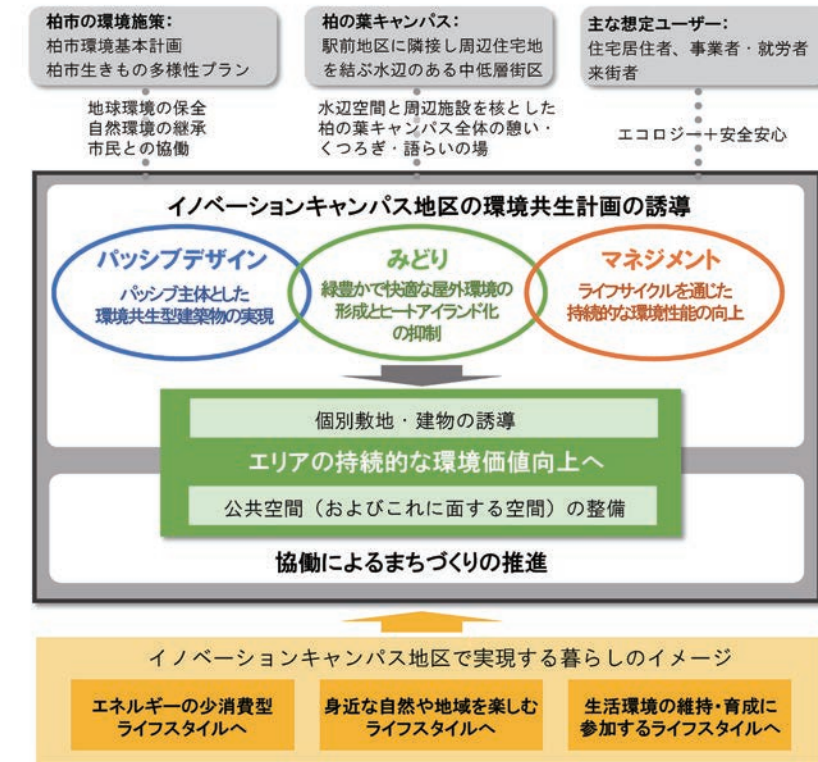 柏市の環境施策：
柏市環境基本計画
柏市生きもの多様性プラン
柏の葉キャンパス：
駅前地区に隣接し周辺住宅地
を結ぶ水辺のある中低層街区
主な想定ユーザー：
住宅居住者、事業者・就労者
来街者
地球環境の保全
自然環境の継承
市民との協働
水辺空間と周辺施設を核とした
柏の葉キャンパス全体の憩い・
くつろぎ・語らいの場
エコロジー＋安全安心
イノベーションキャンパス地区の環境共生計画の誘導
パッシブデザイン
パッシブ主体とした
環境共生型建築物の実現
みどり
緑豊かで快適な屋外環境の
形成とヒートアイランド化
の抑制
マネジメント
ライフサイクルを通じた
持続的な環境性能の向上
個別敷地・建物の誘導
エリアの持続的な環境価値向上へ
公共空間（およびこれに面する空間）の整備
協働によるまちづくりの推進
イノベーションキャンパス地区で実現する暮らしのイメージ
エネルギーの少消費型
ライフスタイルへ
身近な自然や地域を楽しむ
ライフスタイルへ
生活環境の維持・育成に
参加するライフスタイルへ